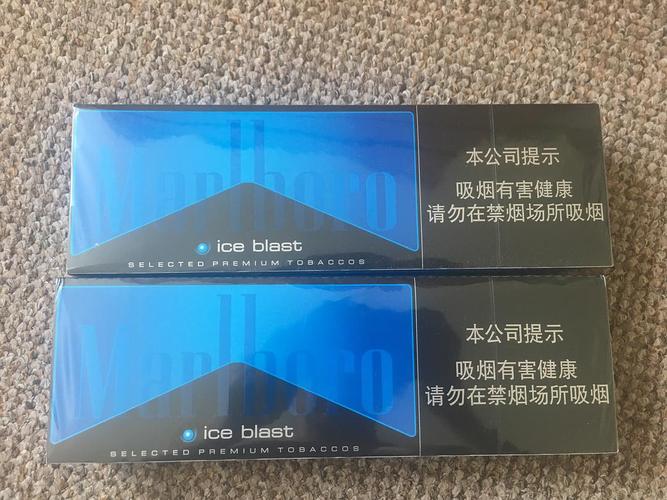 Marlboro
ice blast
SELECTED PREMIUM TOBACCOS
本公司提示
吸烟有害健康
请勿在禁烟场所吸烟
Marlboro
ice blast
SELECTED PREMIUM TOBACCOS
本公司提示
吸烟有害健康
请勿在禁烟场所吸烟